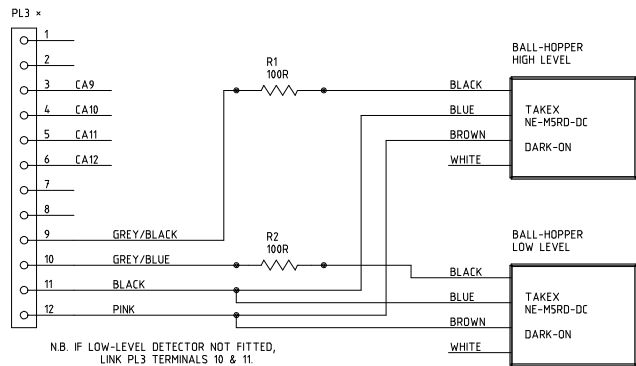 PL3 ×
1
2
3 CA9
4 CA10
5 CA11
6 CA12
7
8
9 GREY/BLACK
10 GREY/BLUE
11 BLACK
12 PINK
R1
100R
R2
100R
BALL-HOPPER
HIGH LEVEL
BLACK
BLUE
BROWN
WHITE
TAKEX
NE-M5RD-DC
DARK-ON
BALL-HOPPER
LOW LEVEL
BLACK
BLUE
BROWN
WHITE
TAKEX
NE-M5RD-DC
DARK-ON
N.B. IF LOW-LEVEL DETECTOR NOT FITTED,
LINK PL3 TERMINALS 10 & 11.